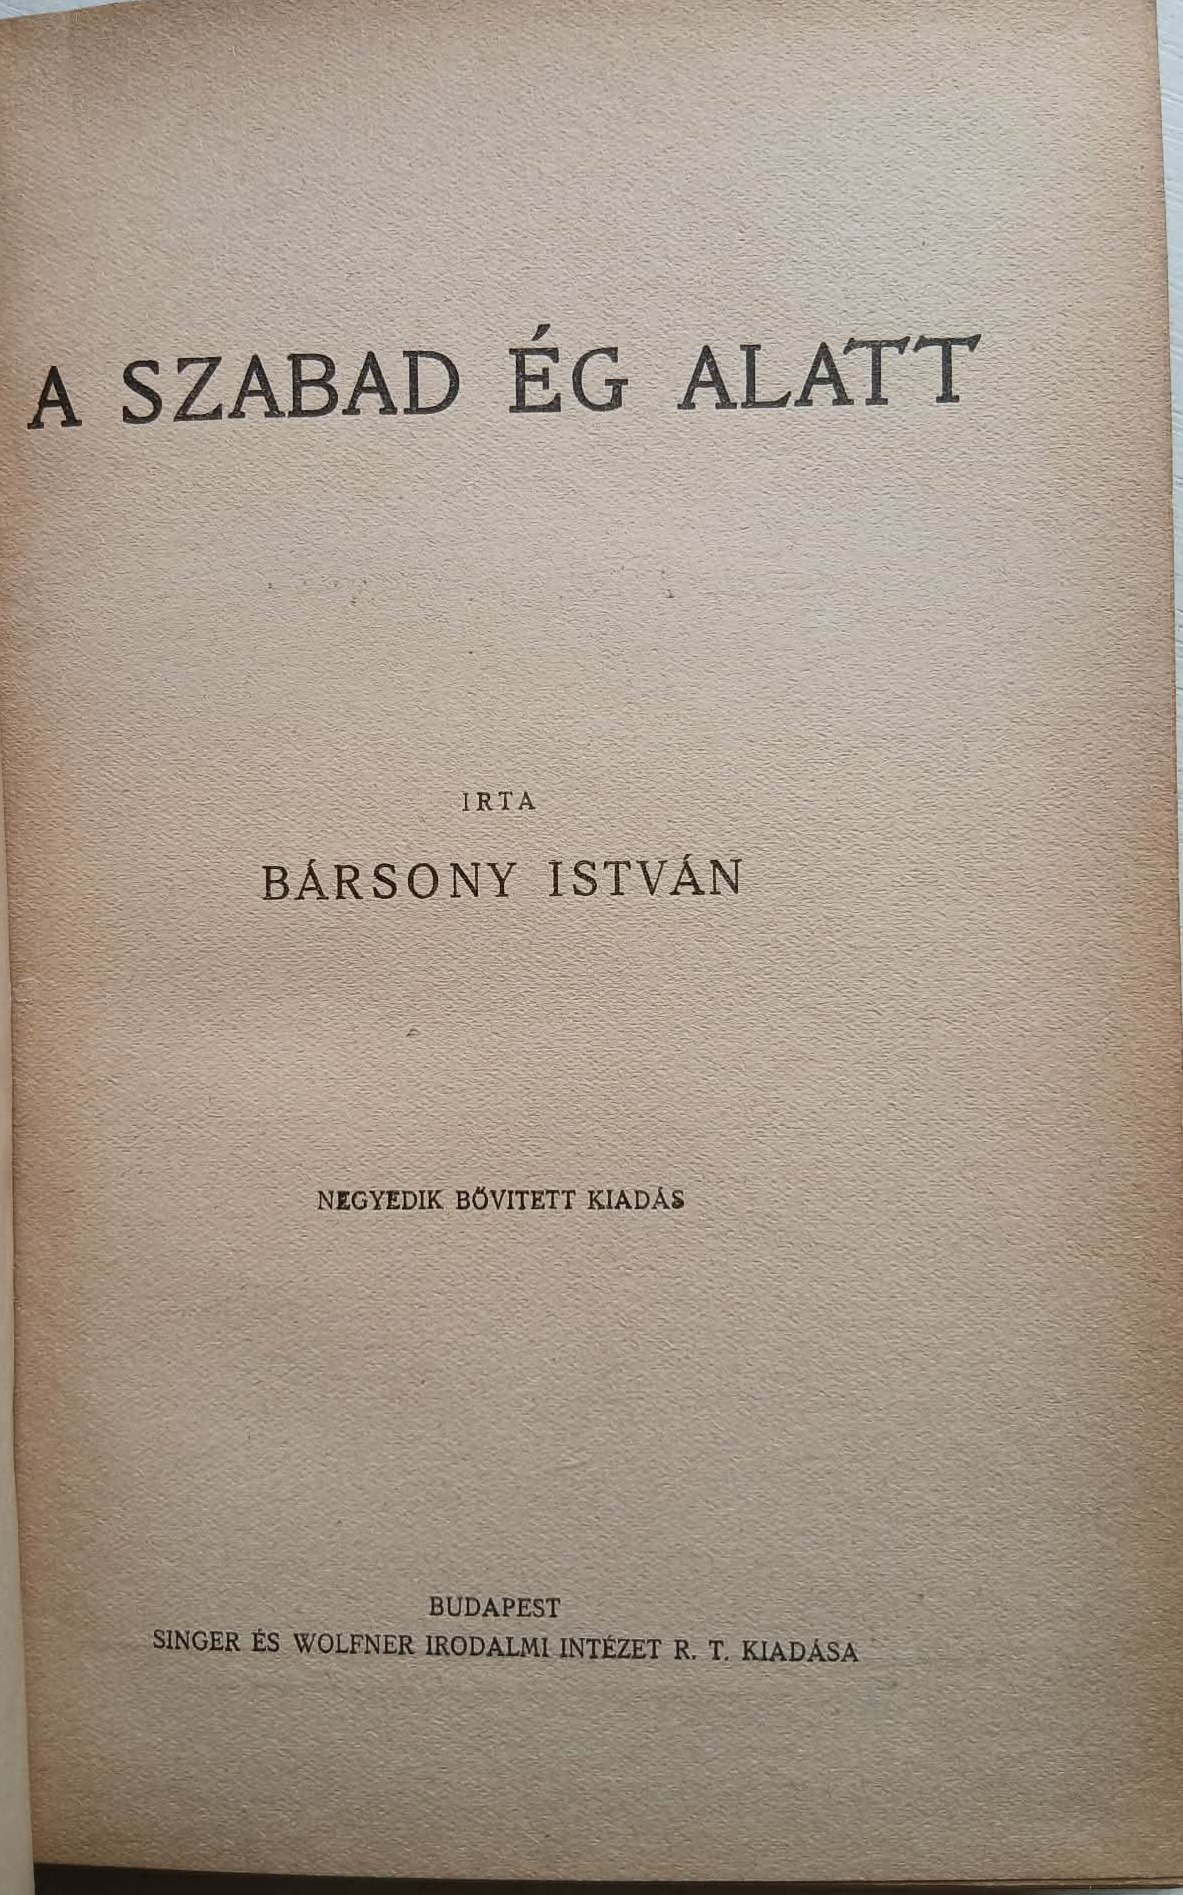 A SZABAD ÉG ALATT
IRTA
BÁRSONY ISTVÁN
NEGYEDIK BŐVITETT KIADÁS
BUDAPEST
SINGER ÉS WOLFNER IRODALMI INTÉZET R. T. KIADÁSA